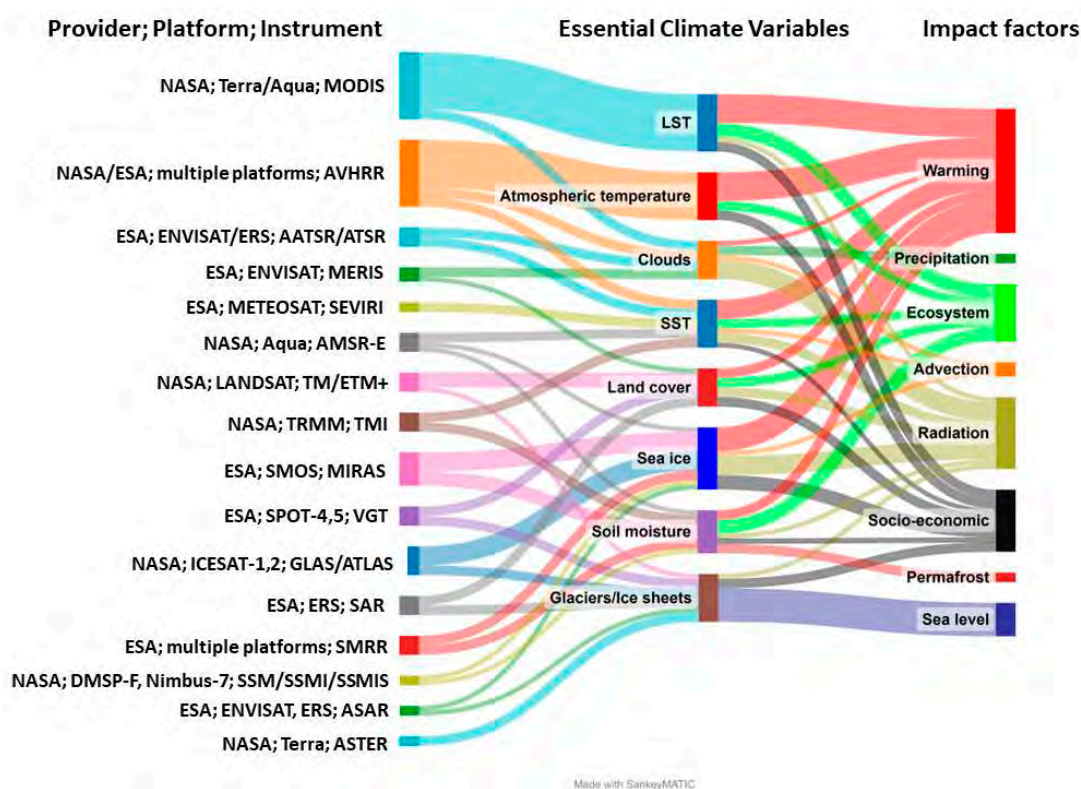 Provider; Platform; Instrument
Essential Climate Variables
Impact factors
NASA; Terra/Aqua; MODIS
NASA/ESA; multiple platforms; AVHRR
ESA; ENVISAT/ERS; AATSR/ATSR
ESA; ENVISAT; MERIS
ESA; METEOSAT; SEVIRI
NASA; Aqua; AMSR-E
NASA; LANDSAT; TM/ETM+
NASA; TRMM; TMI
ESA; SMOS; MIRAS
ESA; SPOT-4,5; VGT
NASA; ICESAT-1,2; GLAS/ATLAS
ESA; ERS; SAR
ESA; multiple platforms; SMRR
NASA; DMSP-F, Nimbus-7; SSM/SSMI/SSMIS
ESA; ENVISAT, ERS; ASAR
NASA; Terra; ASTER
LST
Atmospheric temperature
Clouds
SST
Land cover
Sea ice
Soil moisture
Glaciers/Ice sheets
Warming
Precipitation
Ecosystem
Advection
Radiation
Socio-economic
Permafrost
Sea level
Made with SankeyMATIC